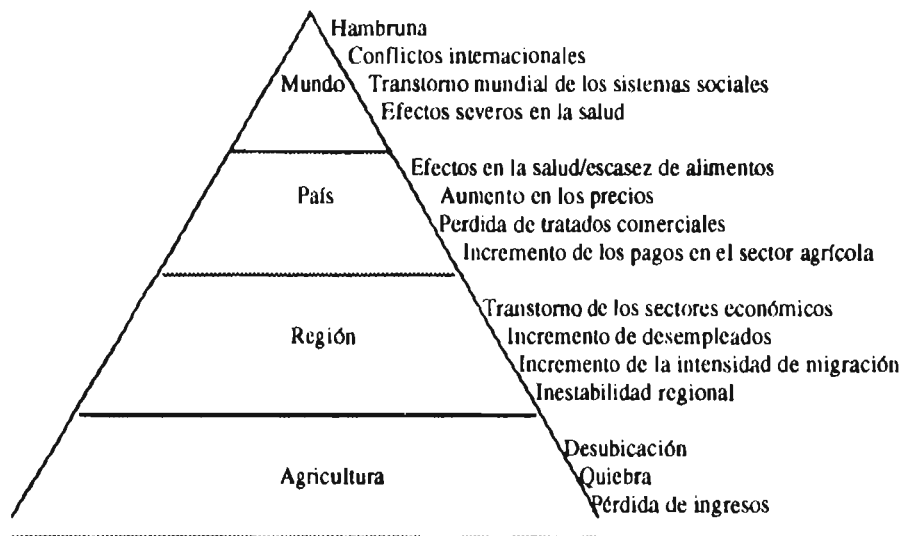 Hambruna
Conflictos internacionales
Mundo
Transtorno mundial de los sistemas sociales
Efectos severos en la salud
Efectos en la salud/escasez de alimentos
País
Aumento en los precios
Perdida de tratados comerciales
Incremento de los pagos en el sector agrícola
Transtorno de los sectores económicos
Región
Incremento de desempleados
Incremento de la intensidad de migración
Inestabilidad regional
Desubicación
Agricultura
Quiebra
Pérdida de ingresos